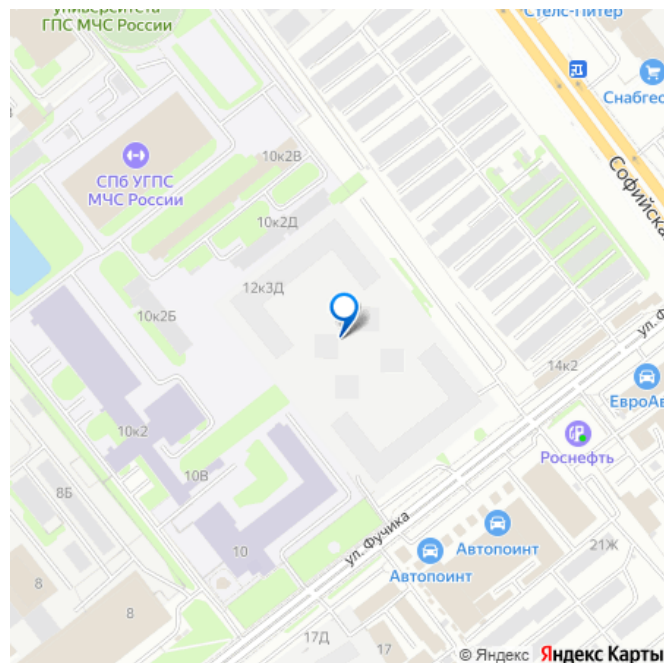 университета
ГПС МЧС России
Стелс-Питер
Снабгео
Софийска
10к2В
СПб УГПС
МЧС России
10к2Д
12к3Д
10к2Б
ул. Ф
14к2
ЕвроАв
Роснефть
10к2
10В
8Б
10
ул. Фучика
Автопоинт
Автопоинт
21Ж
8
8
17Д
17
© Яндекс Яндекс Карты